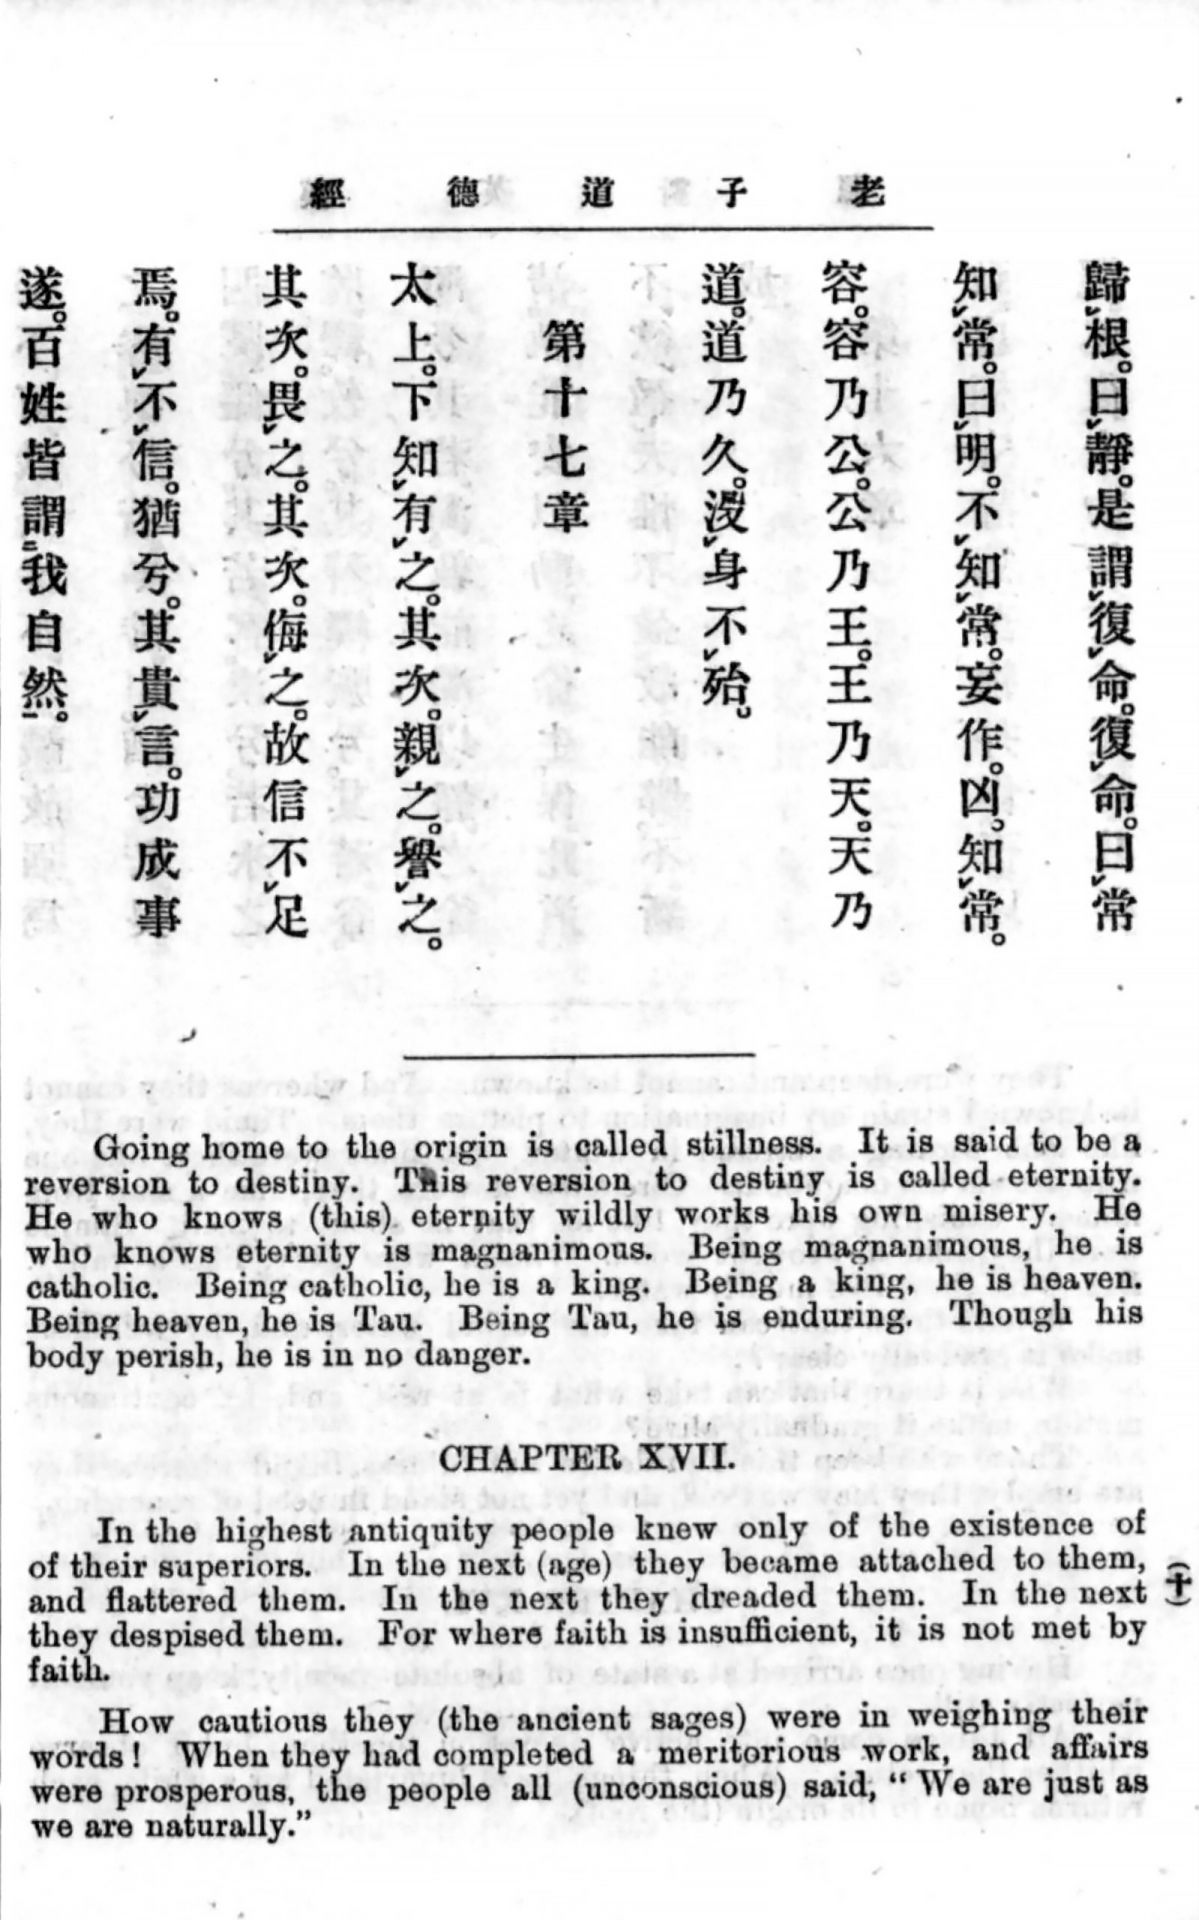 老子道德經
歸根。曰靜。是謂復命。復命。曰常
知常。曰明。不知常。妄作。凶。知常。
容。容乃公。公乃王。王乃天。天乃
道。道乃久。沒身不殆。
第十七章
太上。下知有之。其次。親之。譽之。
其次。畏之。其次。侮之。故信不足
焉。有不信。猶兮。其貴言。功成事
遂。百姓皆謂我自然。
Going home to the origin is called stillness. It is said to be a
reversion to destiny. This reversion to destiny is called eternity.
He who knows (this) eternity wildly works his own misery. He
who knows eternity is magnanimous. Being magnanimous, he is
catholic. Being catholic, he is a king. Being a king, he is heaven.
Being heaven, he is Tau. Being Tau, he is enduring. Though his
body perish, he is in no danger.
CHAPTER XVII.
In the highest antiquity people knew only of the existence of
of their superiors. In the next (age) they became attached to them,
and flattered them. In the next they dreaded them. In the next
they despised them. For where faith is insufficient, it is not met by
faith.
How cautious they (the ancient sages) were in weighing their
words! When they had completed a meritorious work, and affairs
were prosperous, the people all (unconscious) said, “We are just as
we are naturally.”
(十)